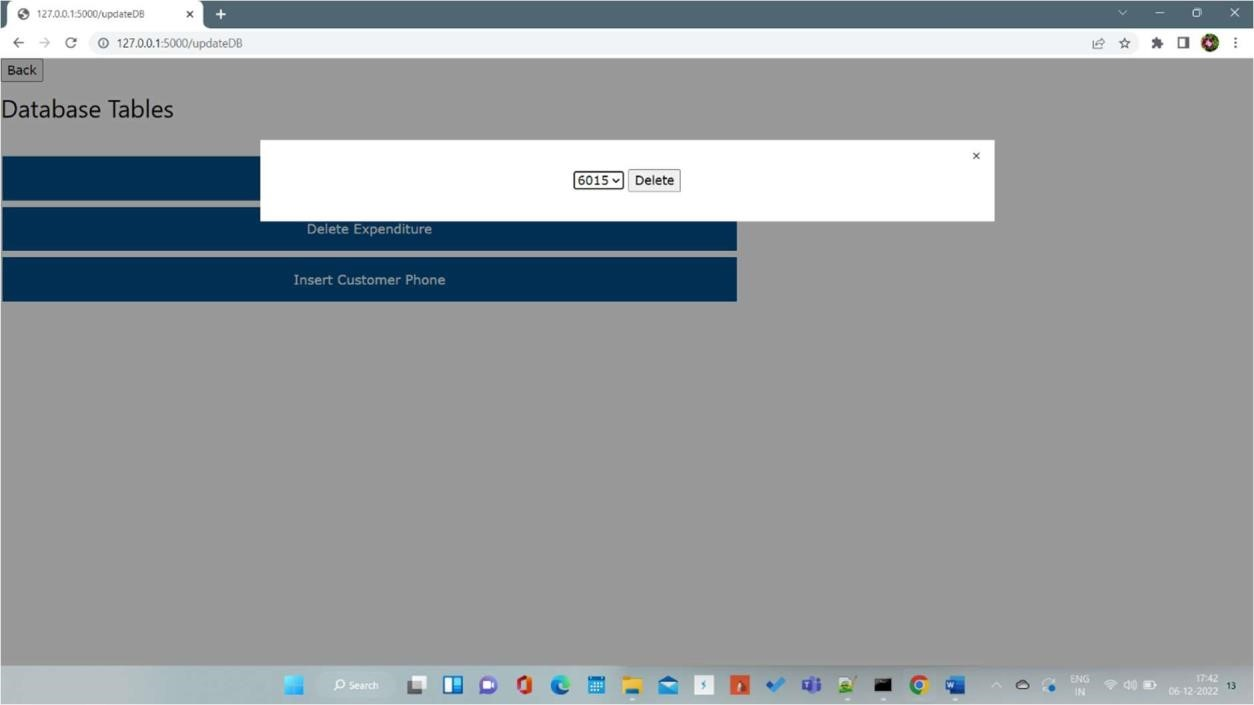 127.0.0.1:5000/updateDB
127.0.0.1:5000/updateDB
Back
Database Tables
6015 Delete
Delete Expenditure
Insert Customer Phone
Search
ENG
IN
17:42
06-12-2022
13